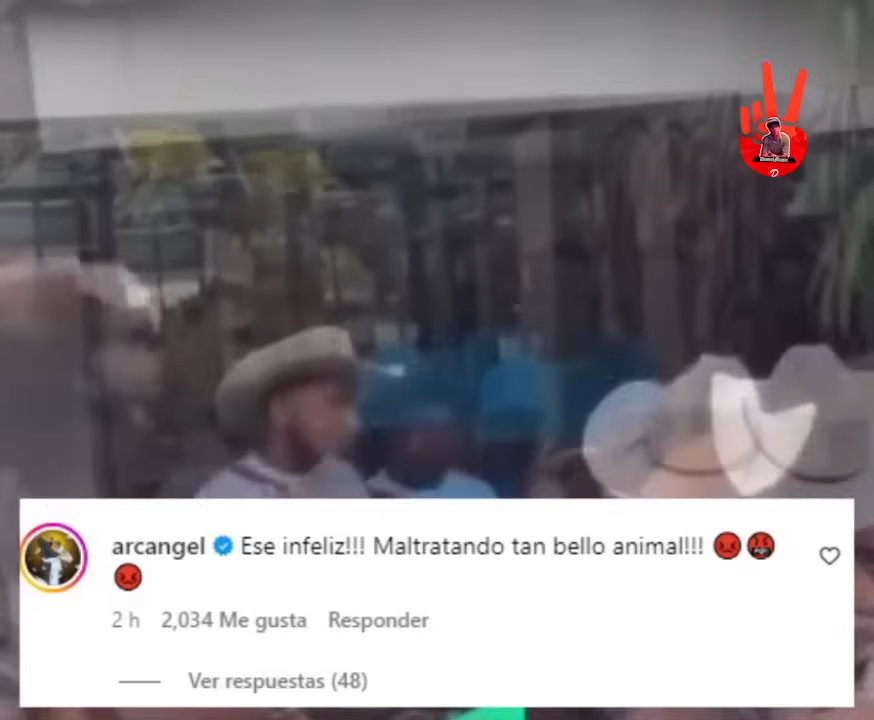 arcangel Ese infeliz!!! Maltratando tan bello animal!!! 😡🤬
😡
2 h 2,034 Me gusta Responder
Ver respuestas (48)